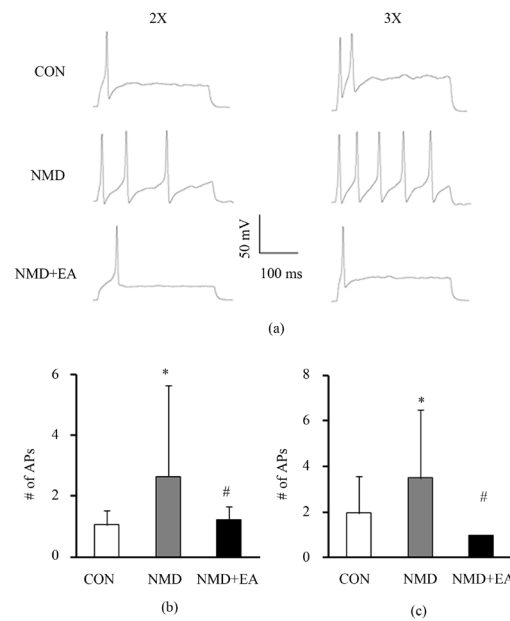 2X 3X
CON
NMD
50 mV
NMD+EA
100 ms
(a)
6 8
* *
6
4
# of APs # of APs
4
2 # #
2
0 0
CON NMD NMD+EA CON NMD NMD+EA
(b) (c)